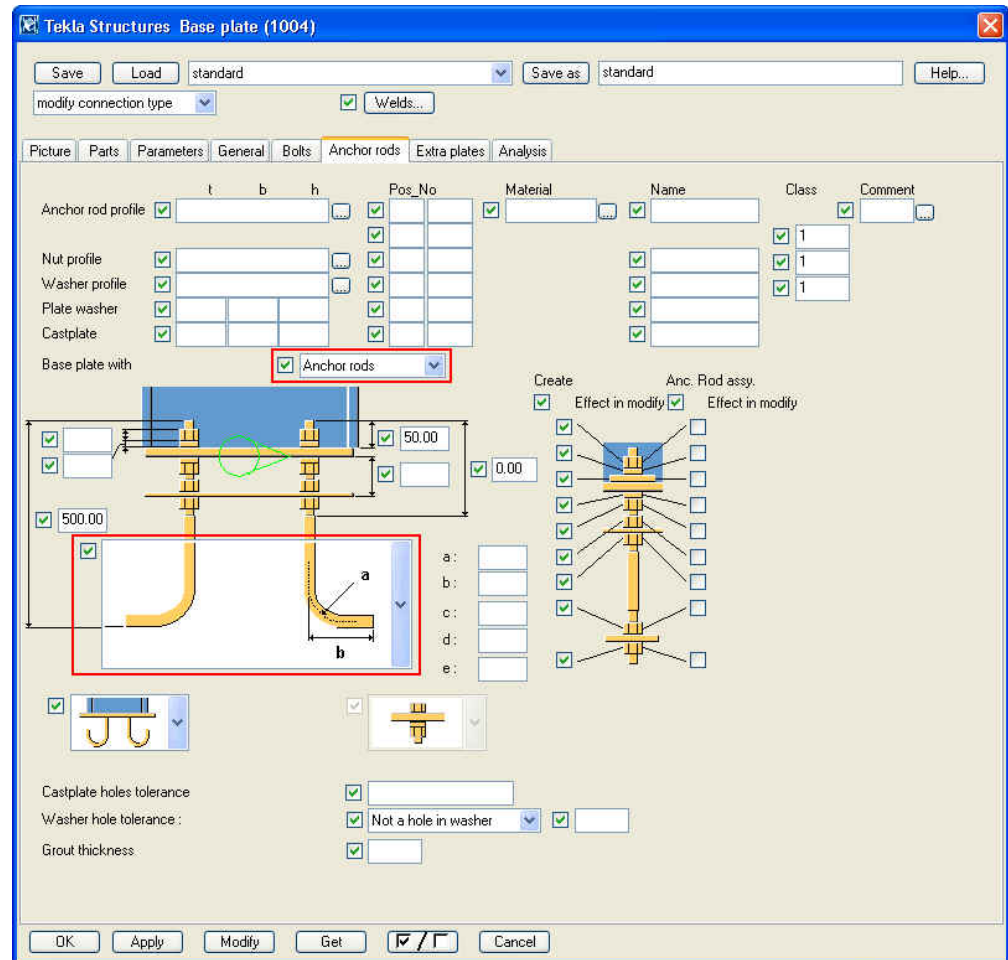 Tekla Structures Base plate (1004)
Save Load standard Save as standard Help...
modify connection type Welds...
Picture Parts Parameters General Bolts Anchor rods Extra plates Analysis
t b h Pos_No Material Name Class Comment
Anchor rod profile ... ... ...
1
Nut profile ... 1
Washer profile ... 1
Plate washer
Castplate
Base plate with Anchor rods
Create Anc. Rod assy.
Effect in modify Effect in modify
50.00
0.00
500.00
a :
a
b :
c :
b
d :
e :
Castplate holes tolerance
Washer hole tolerance : Not a hole in washer
Grout thickness
OK Apply Modify Get / Cancel